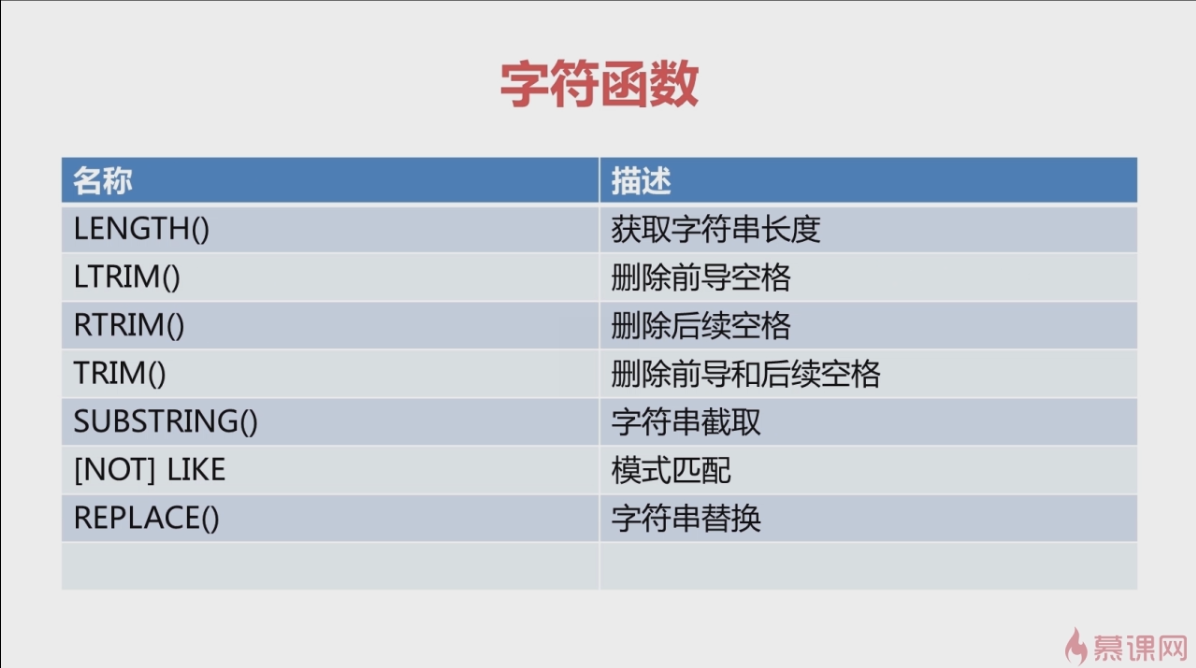 字符函数
名称 描述
LENGTH() 获取字符串长度
LTRIM() 删除前导空格
RTRIM() 删除后续空格
TRIM() 删除前导和后续空格
SUBSTRING() 字符串截取
[NOT] LIKE 模式匹配
REPLACE() 字符串替换
慕课网